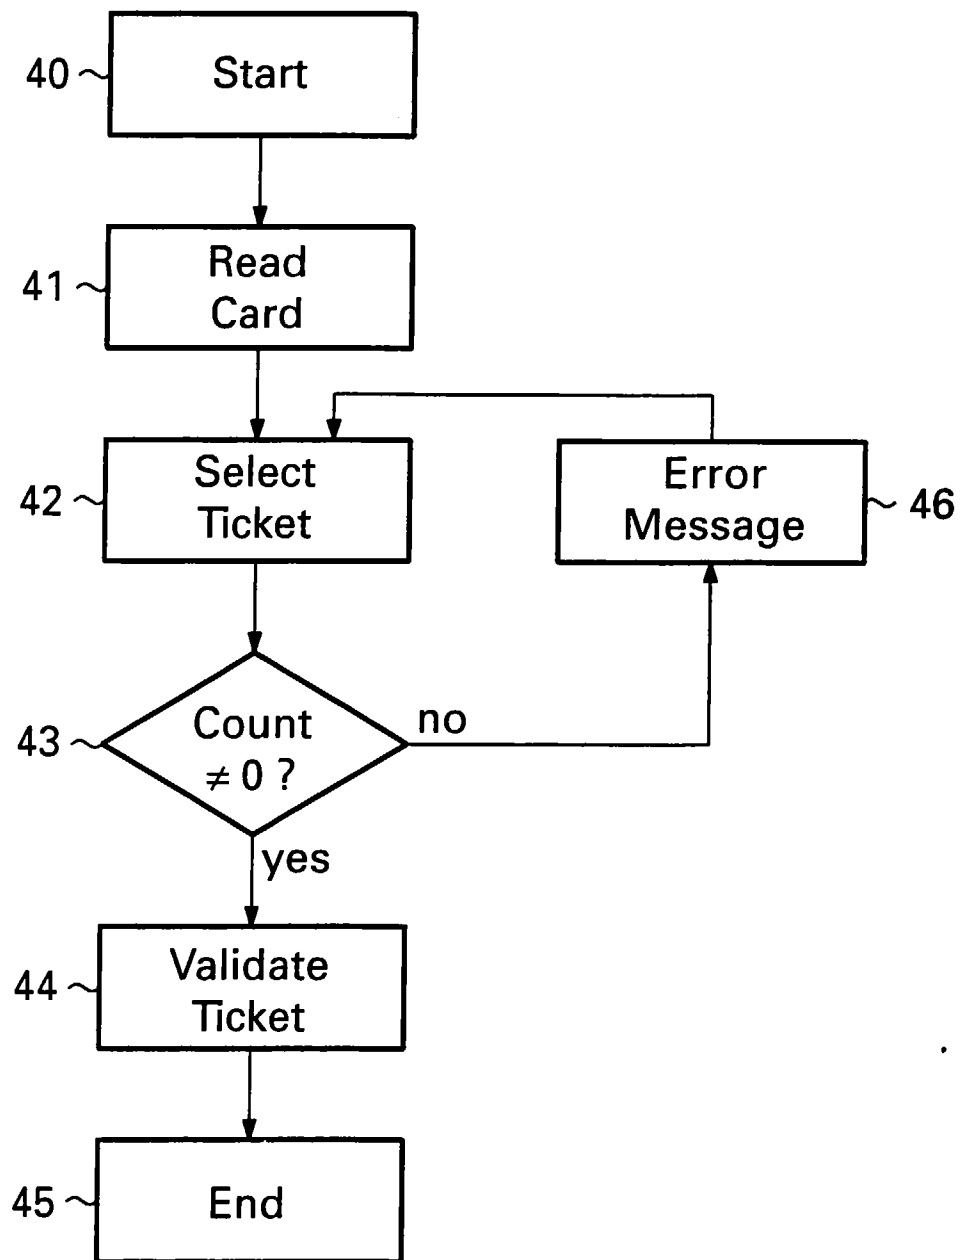 40
Start
41
Read
Card
42
Select
Ticket
Error
Message
46
43
Count
≠ 0 ?
no
yes
44
Validate
Ticket
45
End